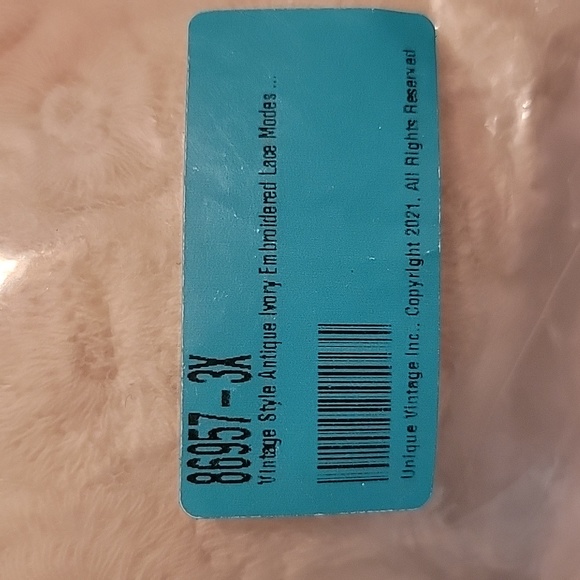 86957-3X
Vintage Style Antique Ivory Embroidered Lace Modes ...
Unique Vintage Inc., Copyright 2021, All Rights Reserved